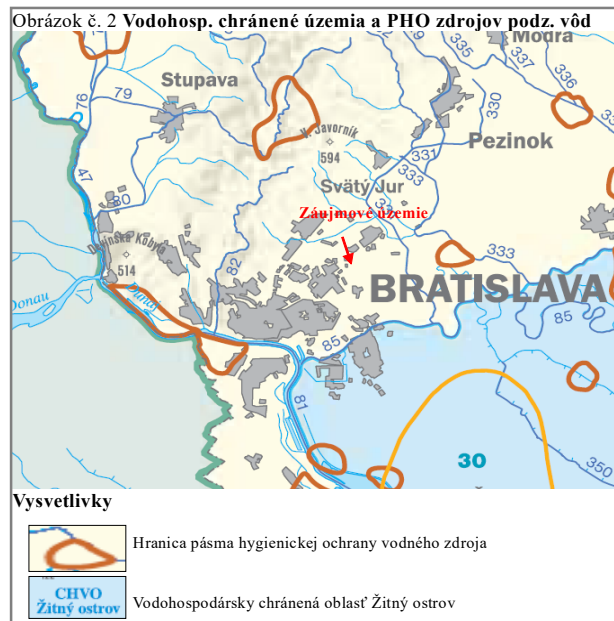 Obrázok č. 2 Vodohosp. chránené územia a PHO zdrojov podz. vôd
335
Modra
336
337
Stupava
79
76
330
V. Javorník
594
331
Pezinok
47
Svätý Jur
333
80
Záujmové územie
Devínska Kobyla
333
514
82
BRATISLAVA
Donau
Dunaj
85
85
81
30
350
Vysvetlivky
Hranica pásma hygienickej ochrany vodného zdroja
CHVO
Žitný ostrov
Vodohospodársky chránená oblasť Žitný ostrov